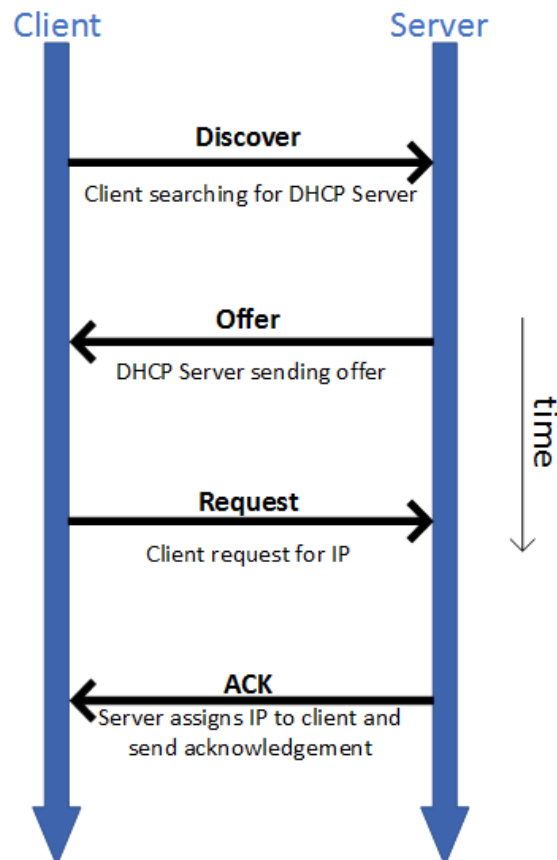 Client
Server
Discover
Client searching for DHCP Server
Offer
DHCP Server sending offer
time
Request
Client request for IP
ACK
Server assigns IP to client and
send acknowledgement